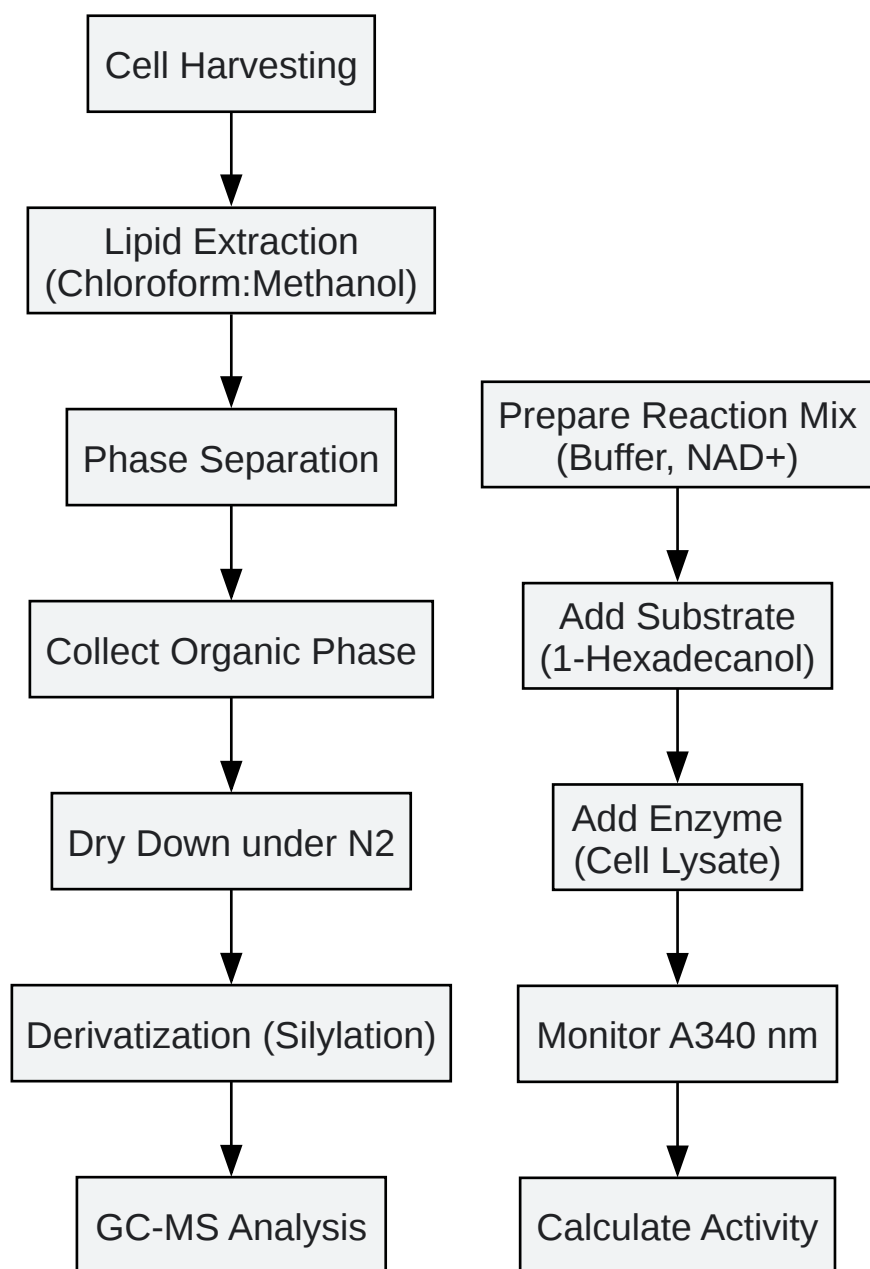 Cell Harvesting
Lipid Extraction
(Chloroform:Methanol)
Phase Separation
Collect Organic Phase
Dry Down under N2
Derivatization (Silylation)
GC-MS Analysis
Prepare Reaction Mix
(Buffer, NAD+)
Add Substrate
(1-Hexadecanol)
Add Enzyme
(Cell Lysate)
Monitor A340 nm
Calculate Activity